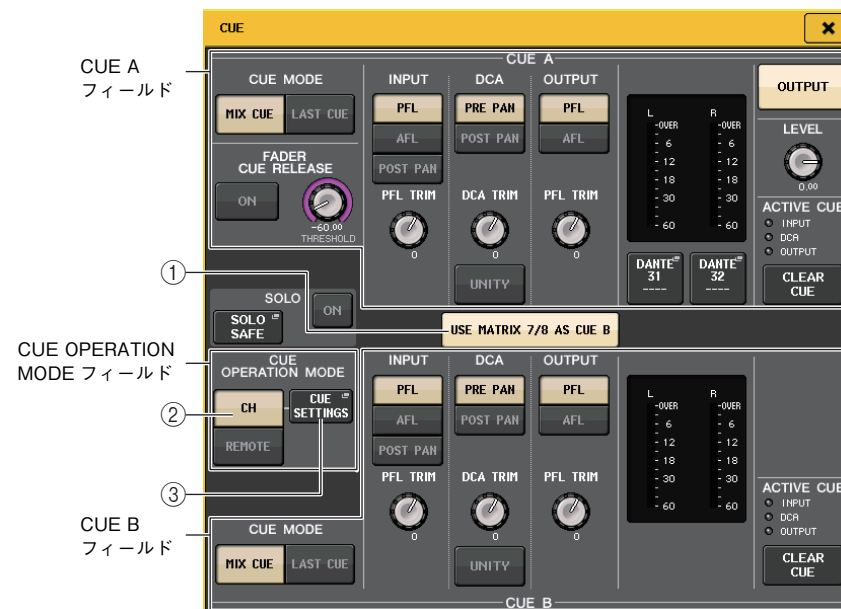 CUE
CUE A
CUE A
フィールド
CUE MODE
MIX CUE
LAST CUE
FADER
CUE RELEASE
ON
-60.00
THRESHOLD
INPUT
DCA
OUTPUT
PFL
PRE PAN
PFL
AFL
POST PAN
AFL
POST PAN
PFL TRIM
DCA TRIM
PFL TRIM
0
0
0
UNITY
L
R
-OVER
-OVER
- 6
- 6
- 12
- 12
- 18
- 18
- 30
- 30
- 60
- 60
DANTE
31
----
DANTE
32
----
OUTPUT
LEVEL
0.00
ACTIVE CUE
INPUT
DCA
OUTPUT
CLEAR
CUE
①
SOLO
SOLO
SAFE
ON
USE MATRIX 7/8 AS CUE B
CUE OPERATION
MODE フィールド
CUE
OPERATION MODE
②
CH
CUE
SETTINGS
REMOTE
③
CUE B
フィールド
CUE MODE
MIX CUE
LAST CUE
INPUT
DCA
OUTPUT
PFL
PRE PAN
PFL
AFL
POST PAN
AFL
POST PAN
PFL TRIM
DCA TRIM
PFL TRIM
0
0
0
UNITY
L
R
-OVER
-OVER
- 6
- 6
- 12
- 12
- 18
- 18
- 30
- 30
- 60
- 60
ACTIVE CUE
INPUT
DCA
OUTPUT
CLEAR
CUE
CUE B